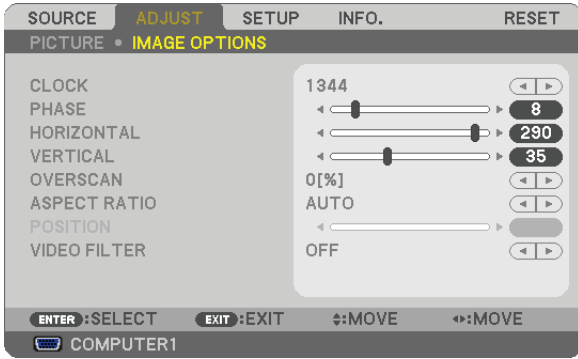 SOURCE ADJUST SETUP INFO. RESET
PICTURE • IMAGE OPTIONS
CLOCK 1344
PHASE 8
HORIZONTAL 290
VERTICAL 35
OVERSCAN 0[%]
ASPECT RATIO AUTO
POSITION
VIDEO FILTER OFF
ENTER :SELECT EXIT :EXIT :MOVE :MOVE
COMPUTER1